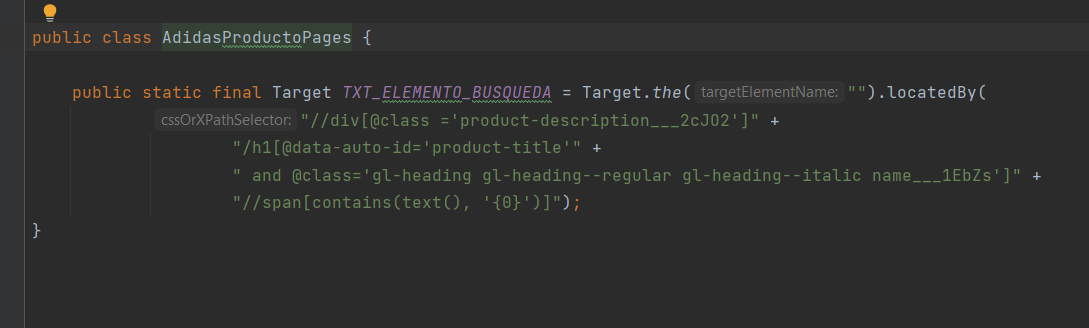 public class AdidasProductoPages {
public static final Target TXT_ELEMENTO_BUSQUEDA = Target.the( targetElementName: "").locatedBy(
cssOrXPathSelector: "//div[@class ='product-description___2cJO2']" +
"/h1[@data-auto-id='product-title'" +
" and @class='gl-heading gl-heading--regular gl-heading--italic name___1EbZs']" +
"//span[contains(text(), '{0}')]");
}